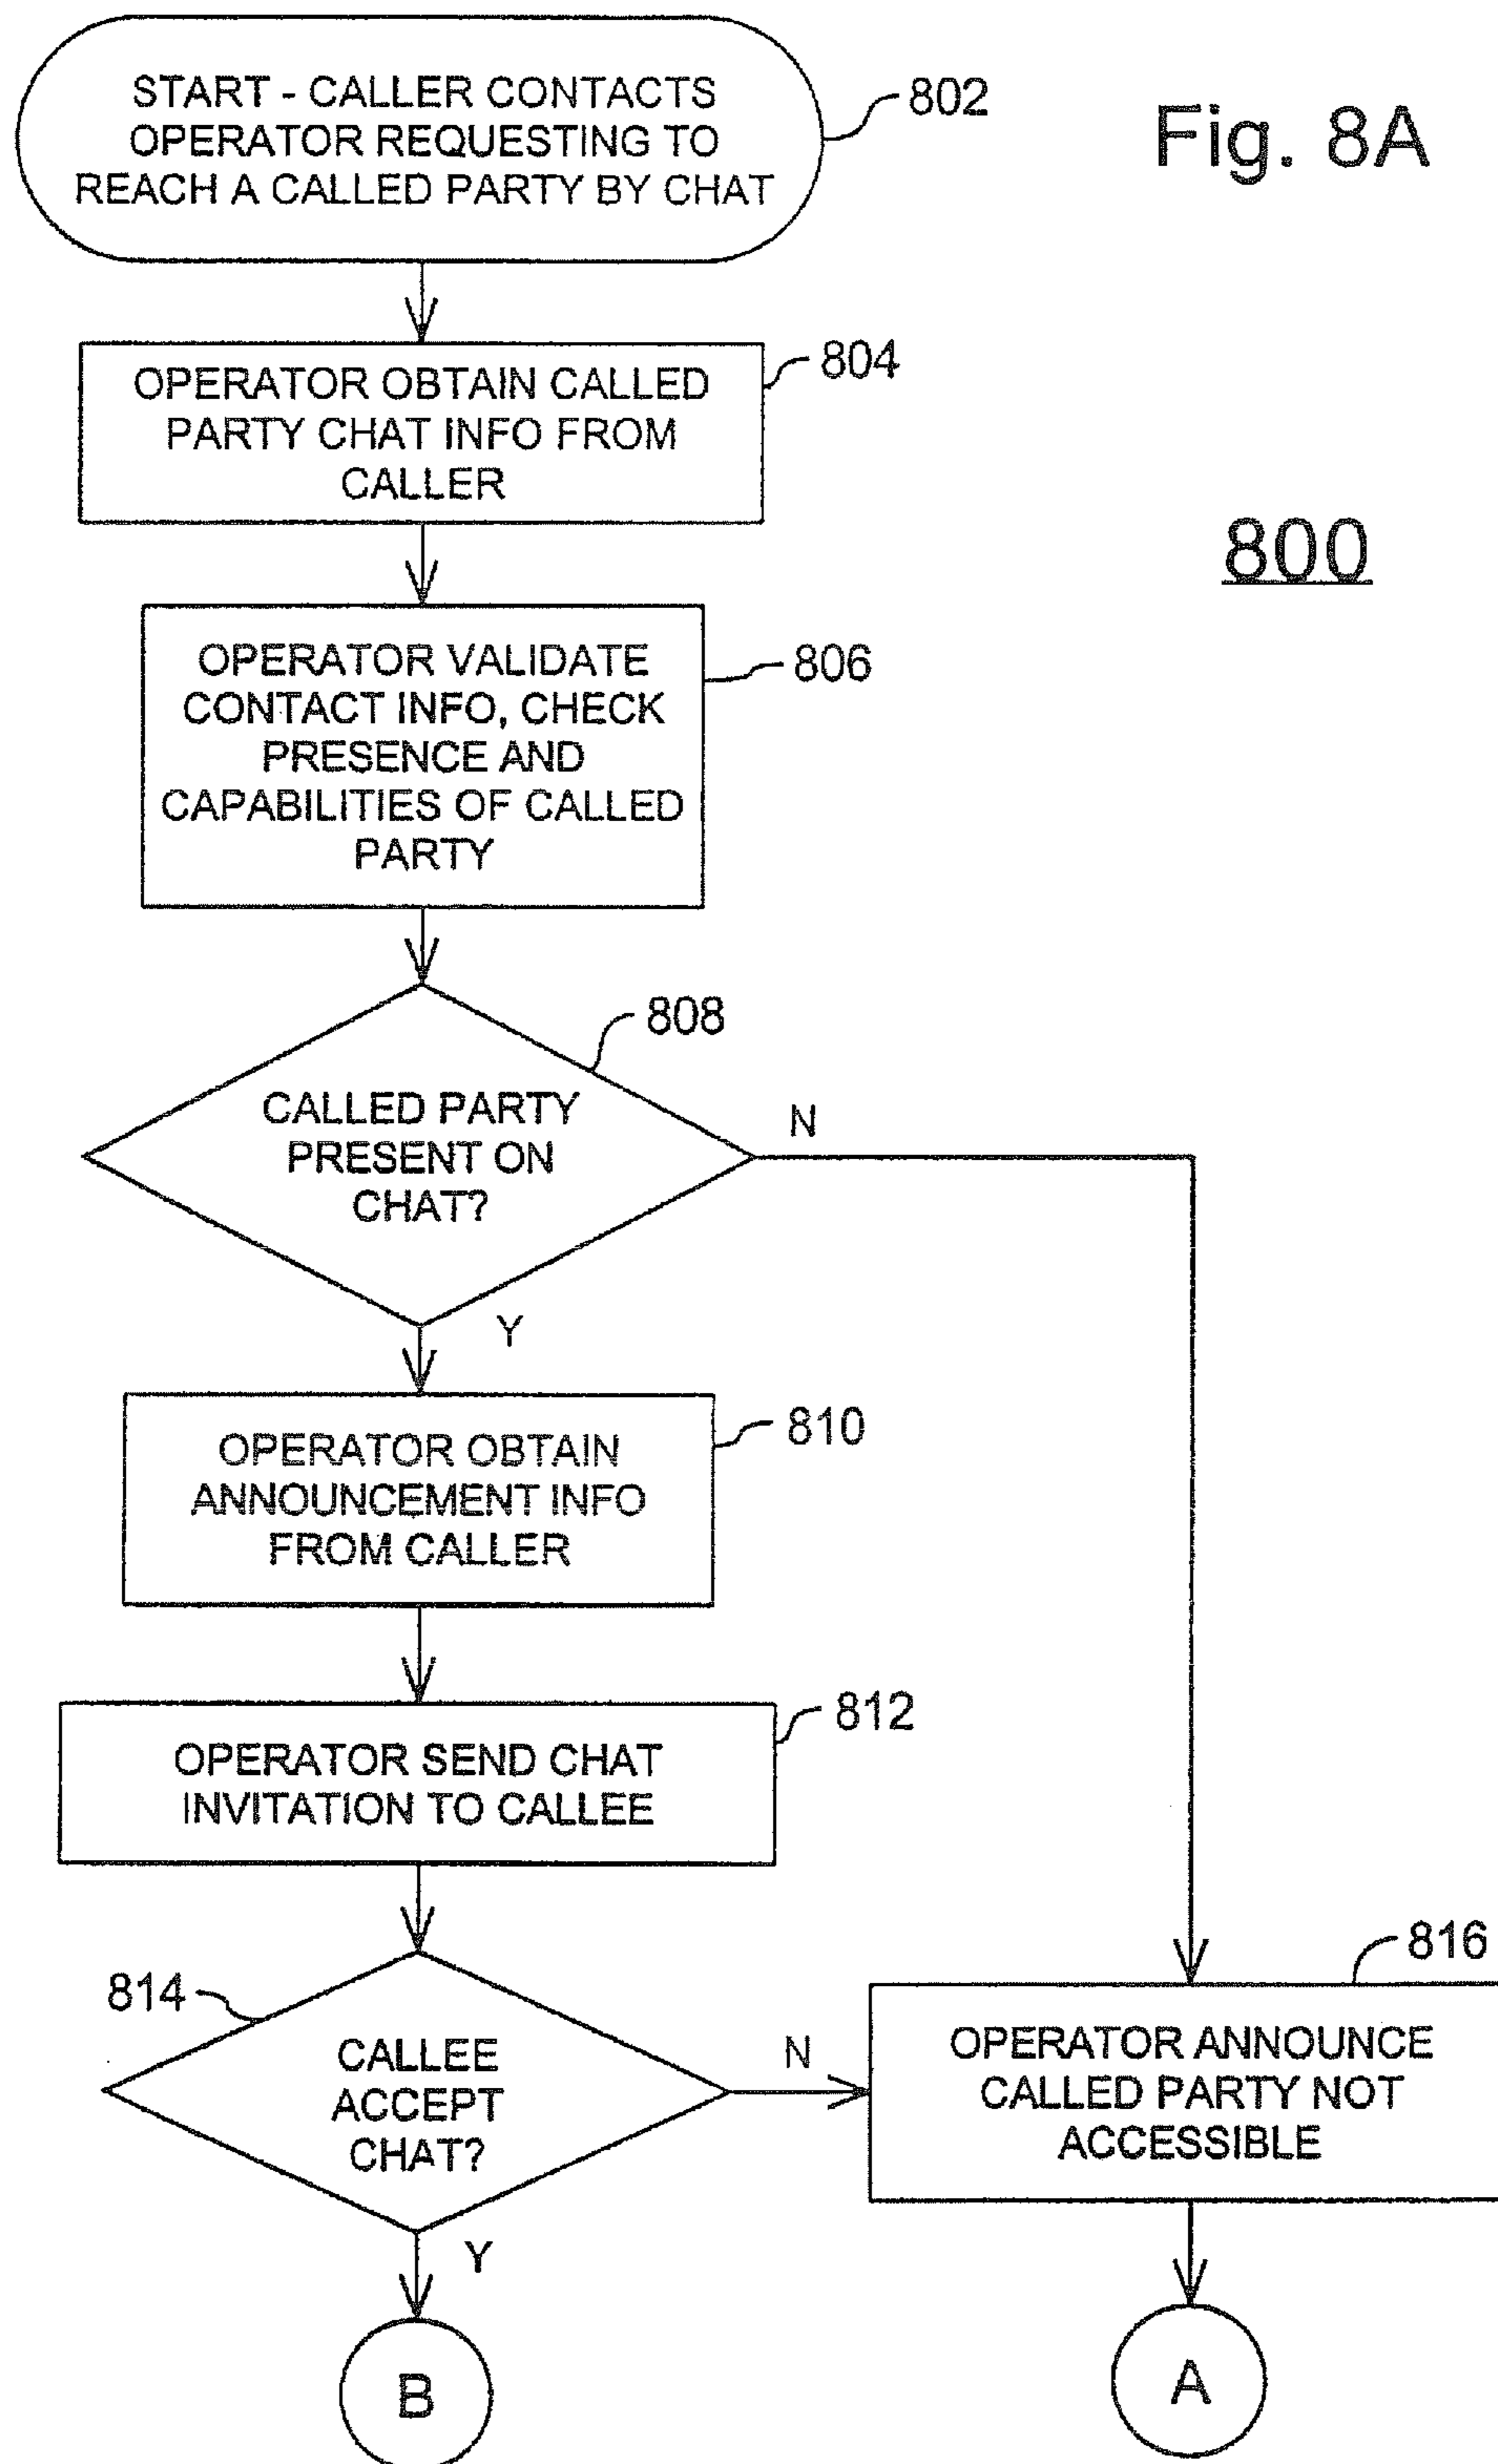 START - CALLER CONTACTS
OPERATOR REQUESTING TO
REACH A CALLED PARTY BY CHAT
802
Fig. 8A
OPERATOR OBTAIN CALLED
PARTY CHAT INFO FROM
CALLER
804
800
OPERATOR VALIDATE
CONTACT INFO, CHECK
PRESENCE AND
CAPABILITIES OF CALLED
PARTY
806
808
CALLED PARTY
PRESENT ON
CHAT?
N
Y
OPERATOR OBTAIN
ANNOUNCEMENT INFO
FROM CALLER
810
OPERATOR SEND CHAT
INVITATION TO CALLEE
812
814
CALLEE
ACCEPT
CHAT?
N
Y
816
OPERATOR ANNOUNCE
CALLED PARTY NOT
ACCESSIBLE
B
A